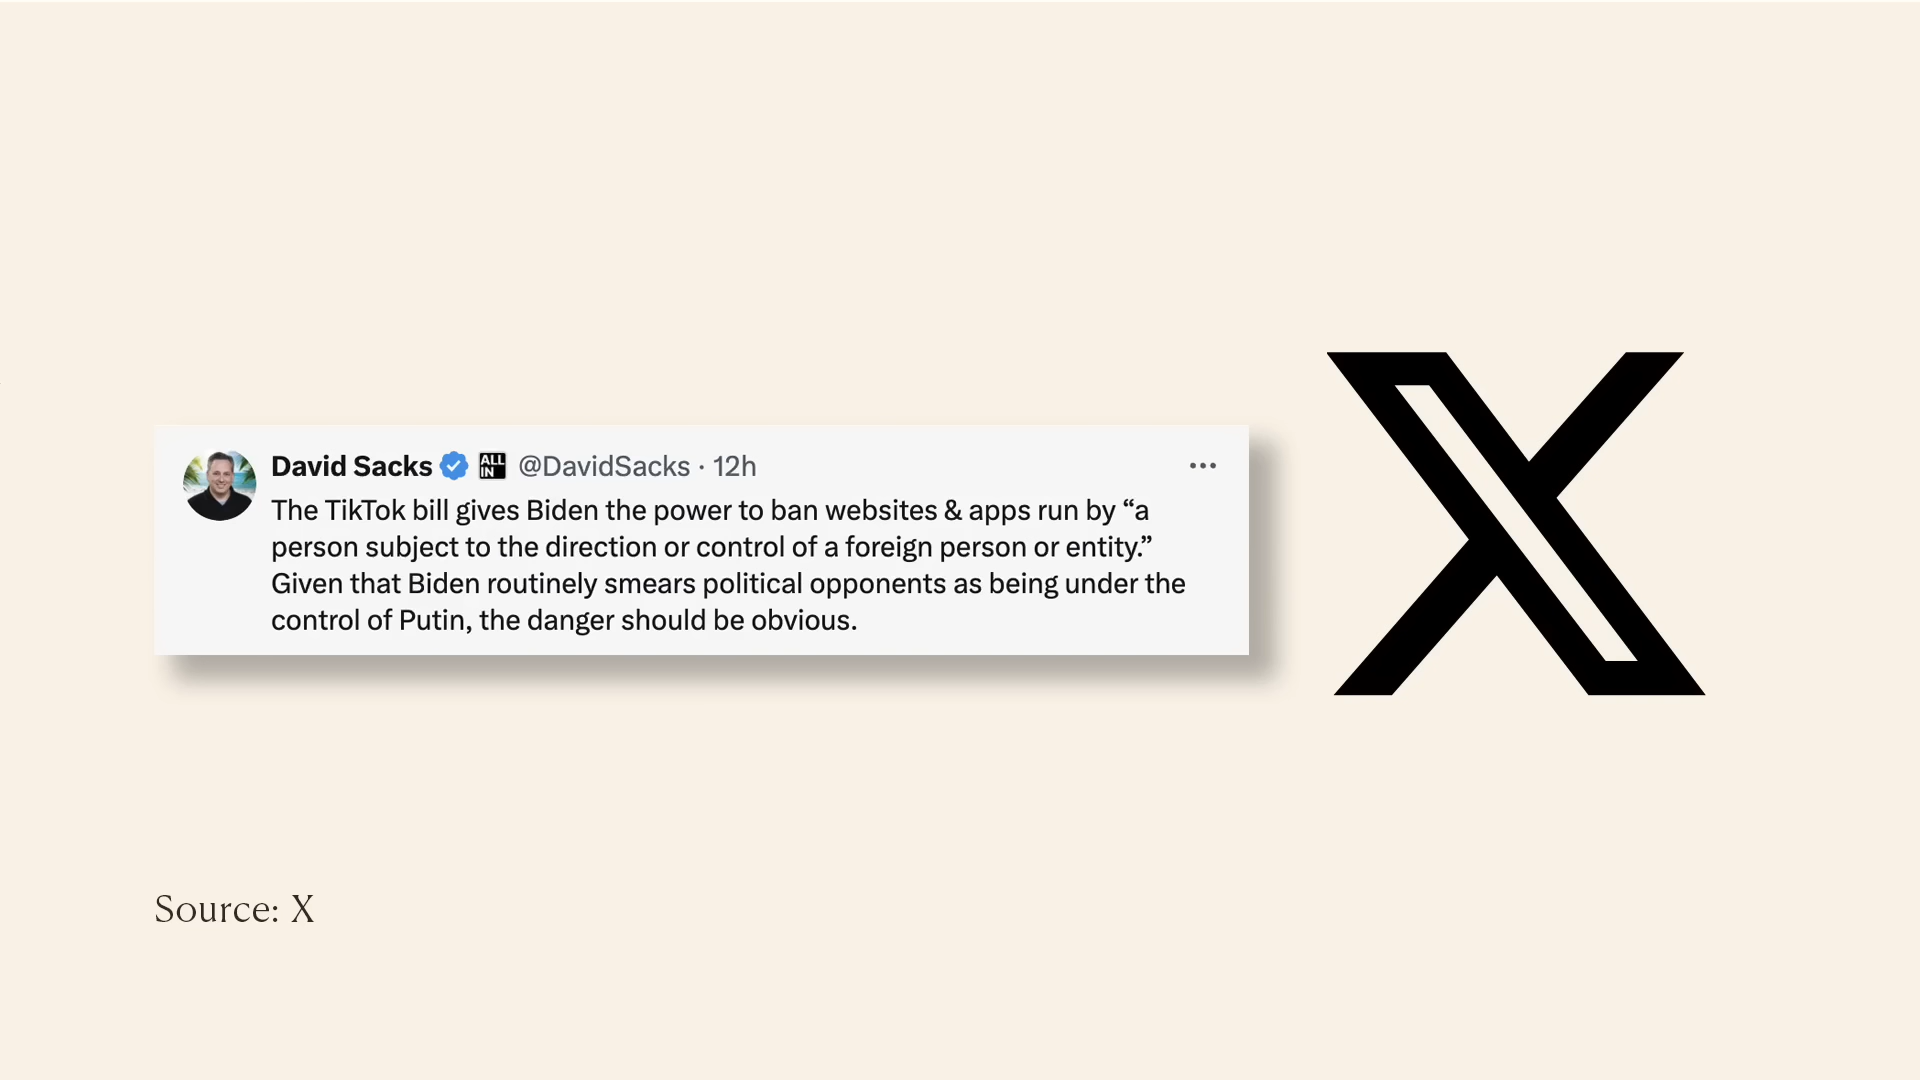 David Sacks ALL IN @DavidSacks · 12h
The TikTok bill gives Biden the power to ban websites & apps run by “a
person subject to the direction or control of a foreign person or entity.”
Given that Biden routinely smears political opponents as being under the
control of Putin, the danger should be obvious.
X
Source: X